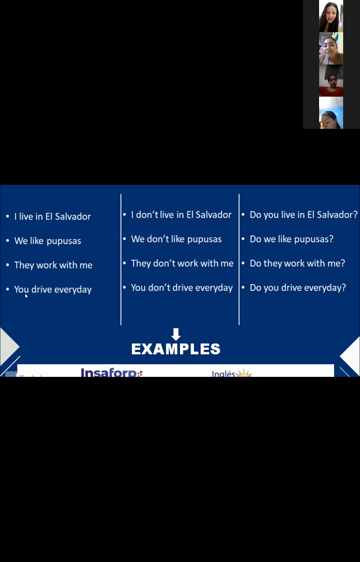 I live in El Salvador
We like pupusas
They work with me
You drive everyday
I don't live in El Salvador
We don't like pupusas
They don't work with me
You don't drive everyday
Do you live in El Salvador?
Do we like pupusas?
Do they work with me?
Do you drive everyday?
EXAMPLES
Insaforp
Inglés